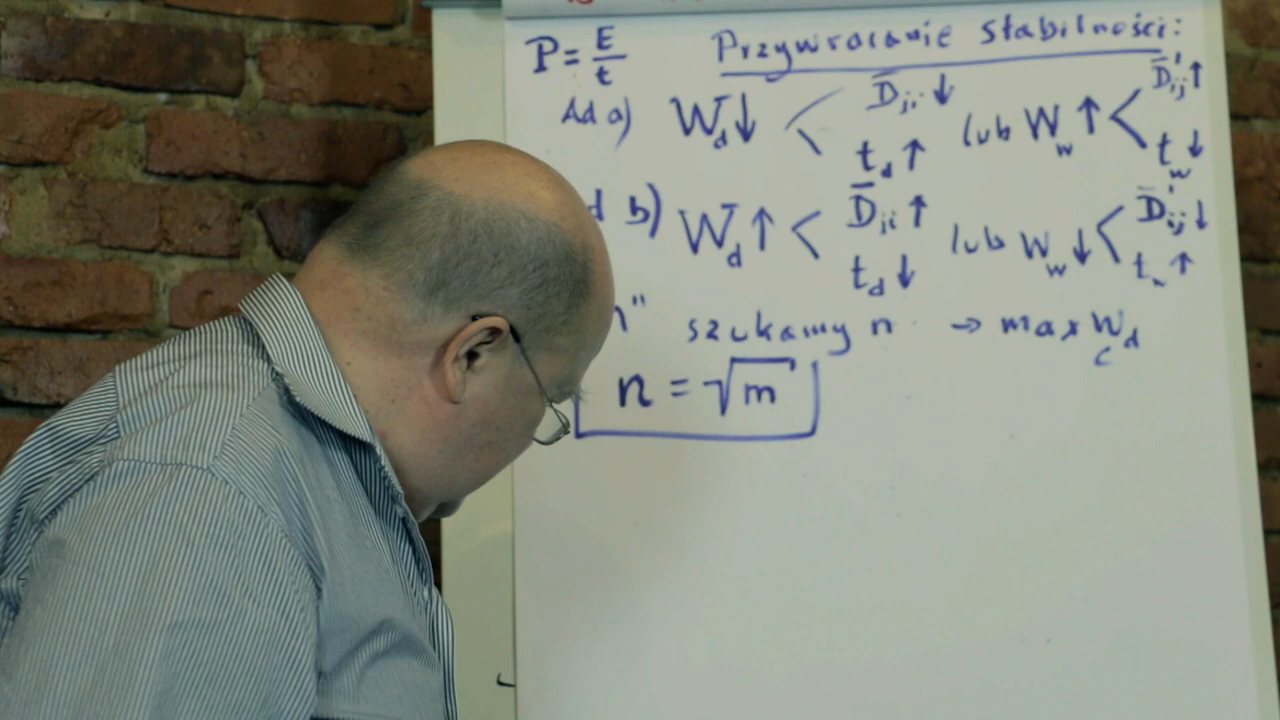 P = E/t Przywracanie stabilności:
Ad a) W_d ↓ < D̄_ji ↓ t_d ↑ lub W_w ↑ < D̄'_ij ↑ t_w ↓
d b) W_d ↑ < D̄_ji ↑ t_d ↓ lub W_w ↓ < D̄'_ij ↓ t_w ↑
" szukamy n → max W_d
c
n = √m